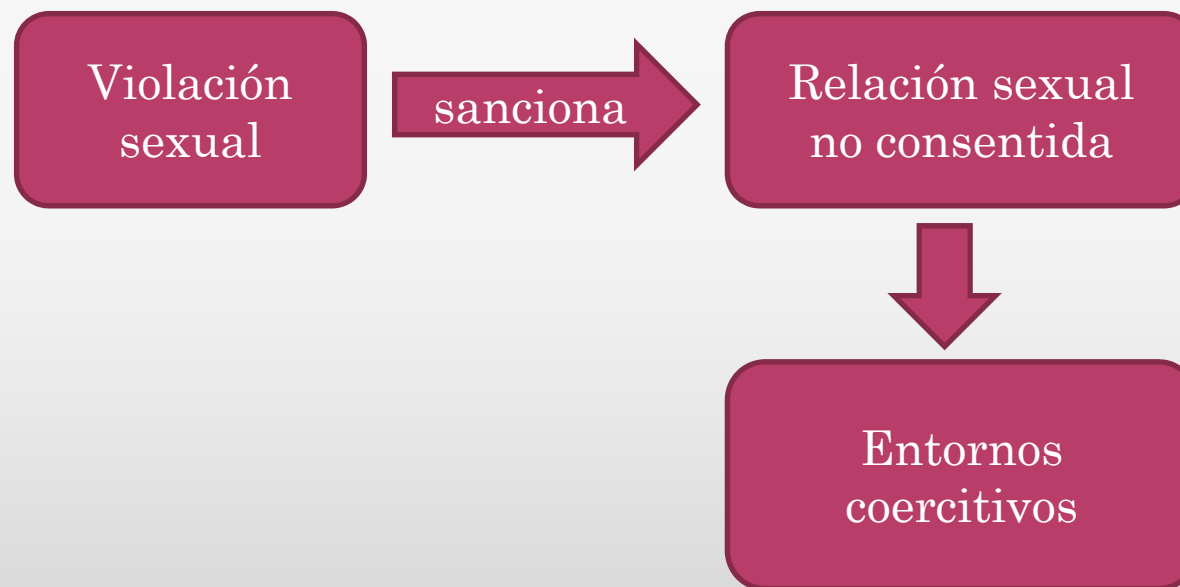 Violación
sexual
sanciona
Relación sexual
no consentida
Entornos
coercitivos